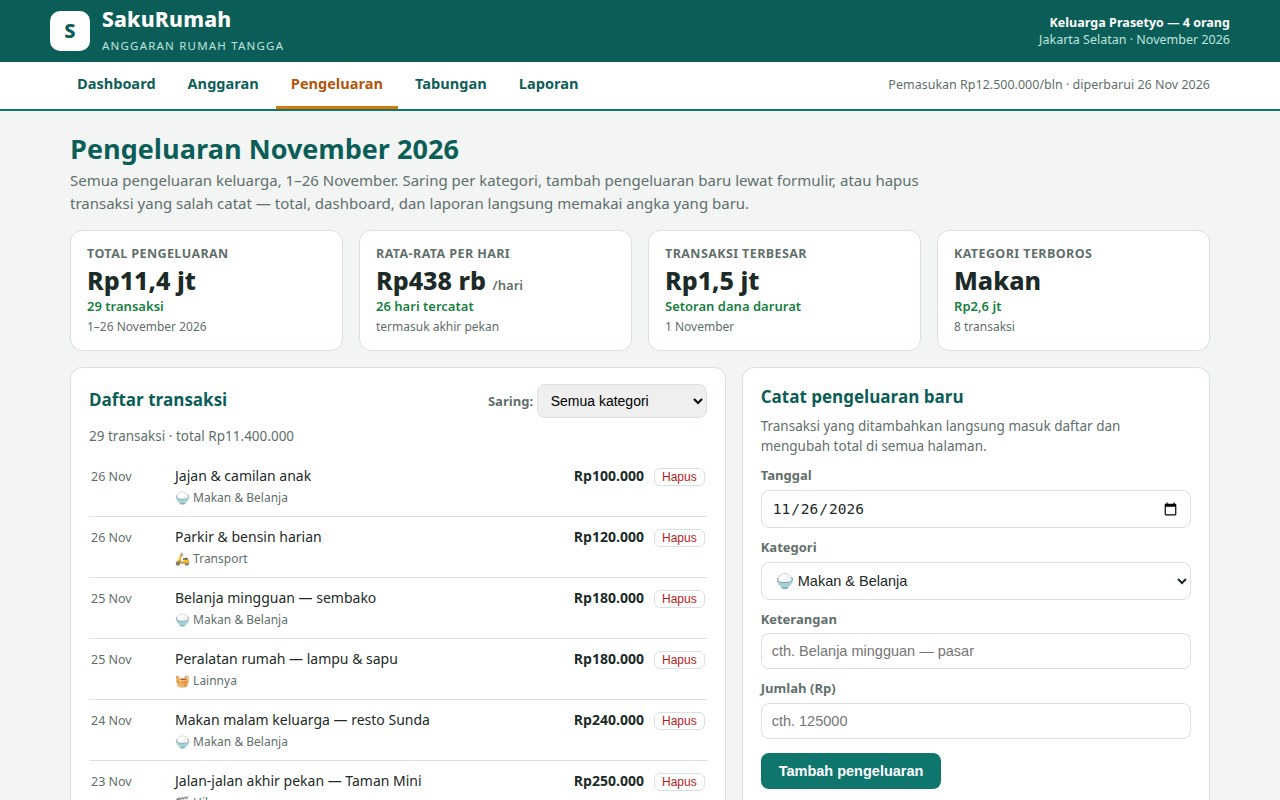 S
SakuRumah
ANGGARAN RUMAH TANGGA
Keluarga Prasetyo — 4 orang
Jakarta Selatan · November 2026
Dashboard
Anggaran
Pengeluaran
Tabungan
Laporan
Pemasukan Rp12.500.000/bln · diperbarui 26 Nov 2026
Pengeluaran November 2026
Semua pengeluaran keluarga, 1–26 November. Saring per kategori, tambah pengeluaran baru lewat formulir, atau hapus
transaksi yang salah catat — total, dashboard, dan laporan langsung memakai angka yang baru.
TOTAL PENGELUARAN
Rp11,4 jt
29 transaksi
1–26 November 2026
RATA-RATA PER HARI
Rp438 rb /hari
26 hari tercatat
termasuk akhir pekan
TRANSAKSI TERBESAR
Rp1,5 jt
Setoran dana darurat
1 November
KATEGORI TERBOROS
Makan
Rp2,6 jt
8 transaksi
Daftar transaksi
Saring: Semua kategori
29 transaksi · total Rp11.400.000
26 Nov Jajan & camilan anak Rp100.000 Hapus
🍚 Makan & Belanja
26 Nov Parkir & bensin harian Rp120.000 Hapus
🛵 Transport
25 Nov Belanja mingguan — sembako Rp180.000 Hapus
🍚 Makan & Belanja
25 Nov Peralatan rumah — lampu & sapu Rp180.000 Hapus
🧺 Lainnya
24 Nov Makan malam keluarga — resto Sunda Rp240.000 Hapus
🍚 Makan & Belanja
23 Nov Jalan-jalan akhir pekan — Taman Mini Rp250.000 Hapus
Catat pengeluaran baru
Transaksi yang ditambahkan langsung masuk daftar dan
mengubah total di semua halaman.
Tanggal
11/26/2026
Kategori
🍚 Makan & Belanja
Keterangan
cth. Belanja mingguan — pasar
Jumlah (Rp)
cth. 125000
Tambah pengeluaran